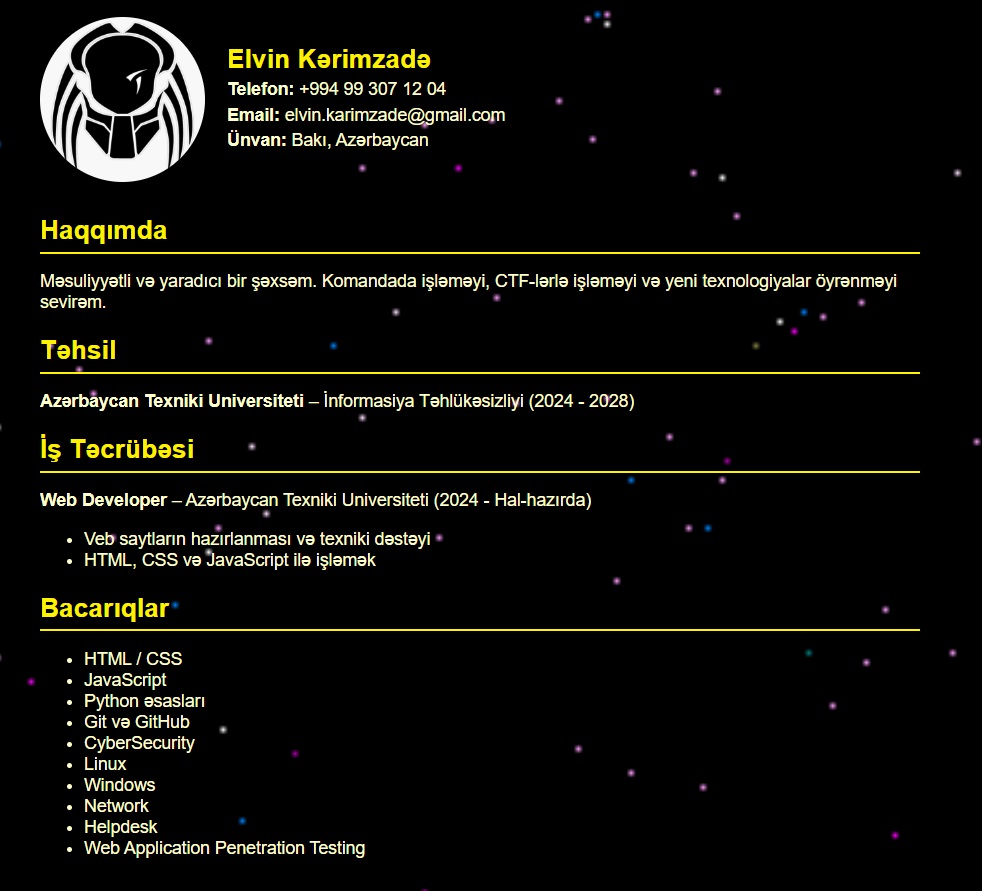 Elvin Kərimzadə
Telefon: +994 99 307 12 04
Email: elvin.karimzade@gmail.com
Ünvan: Bakı, Azərbaycan
Haqqımda
Məsuliyyətli və yaradıcı bir şəxsəm. Komandada işləməyi, CTF-lərlə işləməyi və yeni texnologiyalar öyrənməyi
sevirəm.
Təhsil
Azərbaycan Texniki Universiteti – İnformasiya Təhlükəsizliyi (2024 - 2028)
İş Təcrübəsi
Web Developer – Azərbaycan Texniki Universiteti (2024 - Hal-hazırda)
• Veb saytların hazırlanması və texniki dəstəyi
• HTML, CSS və JavaScript ilə işləmək
Bacarıqlar
• HTML / CSS
• JavaScript
• Python əsasları
• Git və GitHub
• CyberSecurity
• Linux
• Windows
• Network
• Helpdesk
• Web Application Penetration Testing